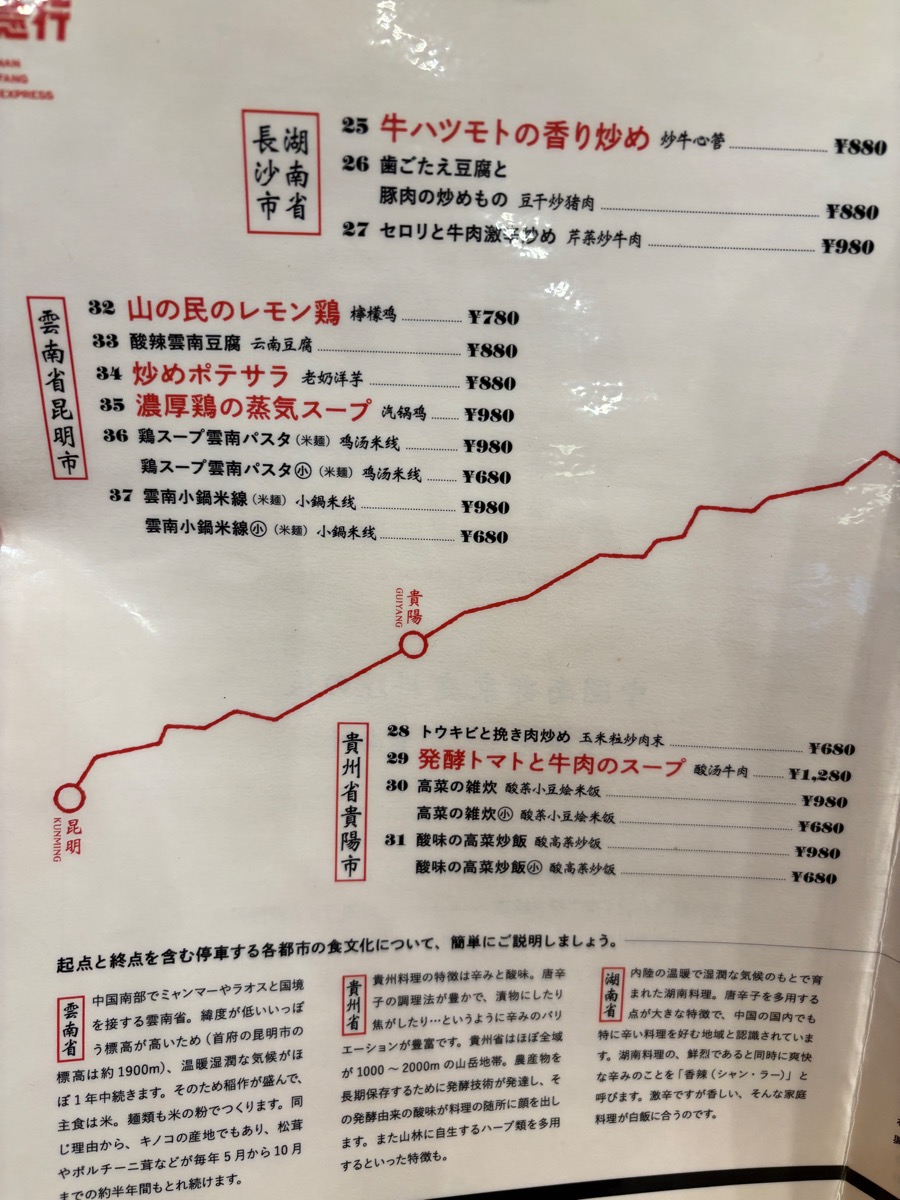 急行
NAN
FANG
EXPRESS
湖南省
長沙市
25 牛ハツモトの香り炒め 炒牛心管 ¥880
26 歯ごたえ豆腐と
豚肉の炒めもの 豆干炒猪肉 ¥880
27 セロリと牛肉激辛炒め 芹菜炒牛肉 ¥980
雲南省昆明市
32 山の民のレモン鶏 檸檬鸡 ¥780
33 酸辣雲南豆腐 云南豆腐 ¥880
34 炒めポテサラ 老奶洋芋 ¥880
35 濃厚鶏の蒸気スープ 汽锅鸡 ¥980
36 鶏スープ雲南パスタ(米麺) 鸡汤米线 ¥980
鶏スープ雲南パスタ㊙小(米麺) 鸡汤米线 ¥680
37 雲南小鍋米線(米麺) 小鍋米线 ¥980
雲南小鍋米線小(米麺) 小鍋米线 ¥680
貴陽
GUIYANG
昆明
KUNMING
貴州省貴陽市
28 トウキビと挽き肉炒め 玉米粒炒肉末 ¥680
29 発酵トマトと牛肉のスープ 酸汤牛肉 ¥1,280
30 高菜の雑炊 酸菜小豆烩米饭 ¥980
高菜の雑炊小 酸菜小豆烩米饭 ¥680
31 酸味の高菜炒飯 酸高菜炒饭 ¥980
酸味の高菜炒飯小 酸高菜炒饭 ¥680
起点と終点を含む停車する各都市の食文化について、簡単にご説明しましょう。
雲南省
中国南部でミャンマーやラオスと国境
を接する雲南省。緯度が低いいっぽ
う標高が高いため(首府の昆明市の
標高は約1900m)、温暖湿潤な気候がほ
ぼ1年中続きます。そのため稲作が盛んで、
主食は米。麺類も米の粉でつくります。同
じ理由から、キノコの産地でもあり、松茸
やポルチーニ茸などが毎年5月から10月
までの約半年間もとれ続けます。
貴州省
貴州料理の特徴は辛みと酸味。唐辛
子の調理法が豊かで、漬物にしたり
焦がしたり…というように辛みのバリ
エーションが豊富です。貴州省はほぼ全域
が1000～2000mの山岳地帯。農産物を
長期保存するために発酵技術が発達し、そ
の発酵由来の酸味が料理の随所に顔を出し
ます。また山林に自生するハーブ類を多用
するといった特徴も。
湖南省
内陸の温暖で湿潤な気候のもとで育
まれた湖南料理。唐辛子を多用する
点が大きな特徴で、中国の国内でも
特に辛い料理を好む地域と認識されていま
す。湖南料理の、鮮烈であると同時に爽快
な辛みのことを「香辣(シャン・ラー)」と
呼びます。激辛ですが香しい、そんな家庭
料理が白飯に合うのです。